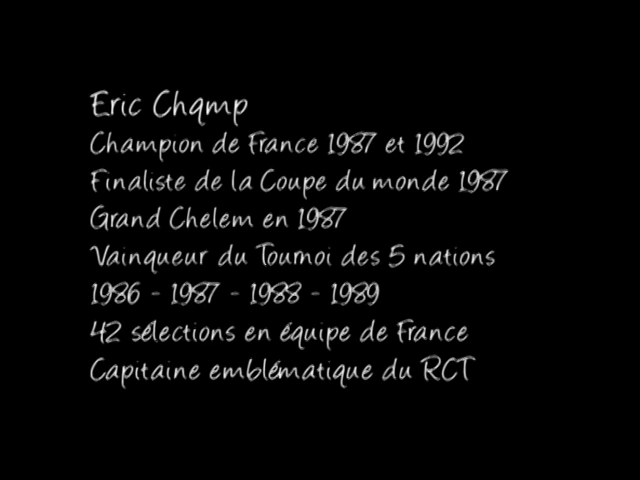 Eric Champ
Champion de France 1987 et 1992
Finaliste de la Coupe du monde 1987
Grand Chelem en 1987
Vainqueur du Tournoi des 5 nations
1986 - 1987 - 1988 - 1989
42 sélections en équipe de France
Capitaine emblématique du RCT